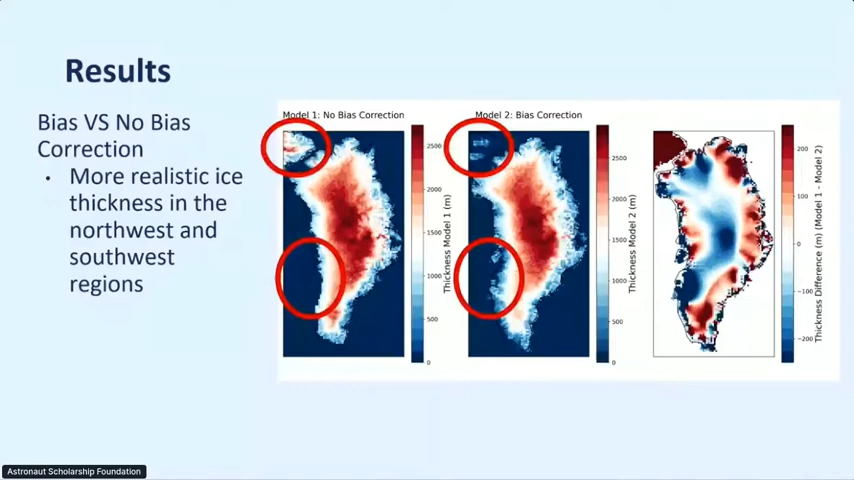 Results
Bias VS No Bias
Correction
• More realistic ice
thickness in the
northwest and
southwest
regions
Model 1: No Bias Correction
2500
2000
1500
1000
500
0
Thickness Model 1 (m)
Model 2: Bias Correction
2500
2000
1500
1000
500
0
Thickness Model 2 (m)
200
100
0
−100
−200
Thickness Difference (m) (Model 1 - Model 2)
Astronaut Scholarship Foundation